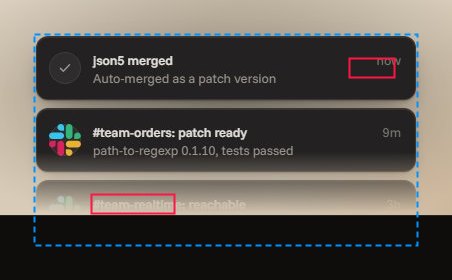 json5 merged
now
Auto-merged as a patch version
#team-orders: patch ready
9m
path-to-regexp 0.1.10, tests passed
#team-realtime: reachable
3h